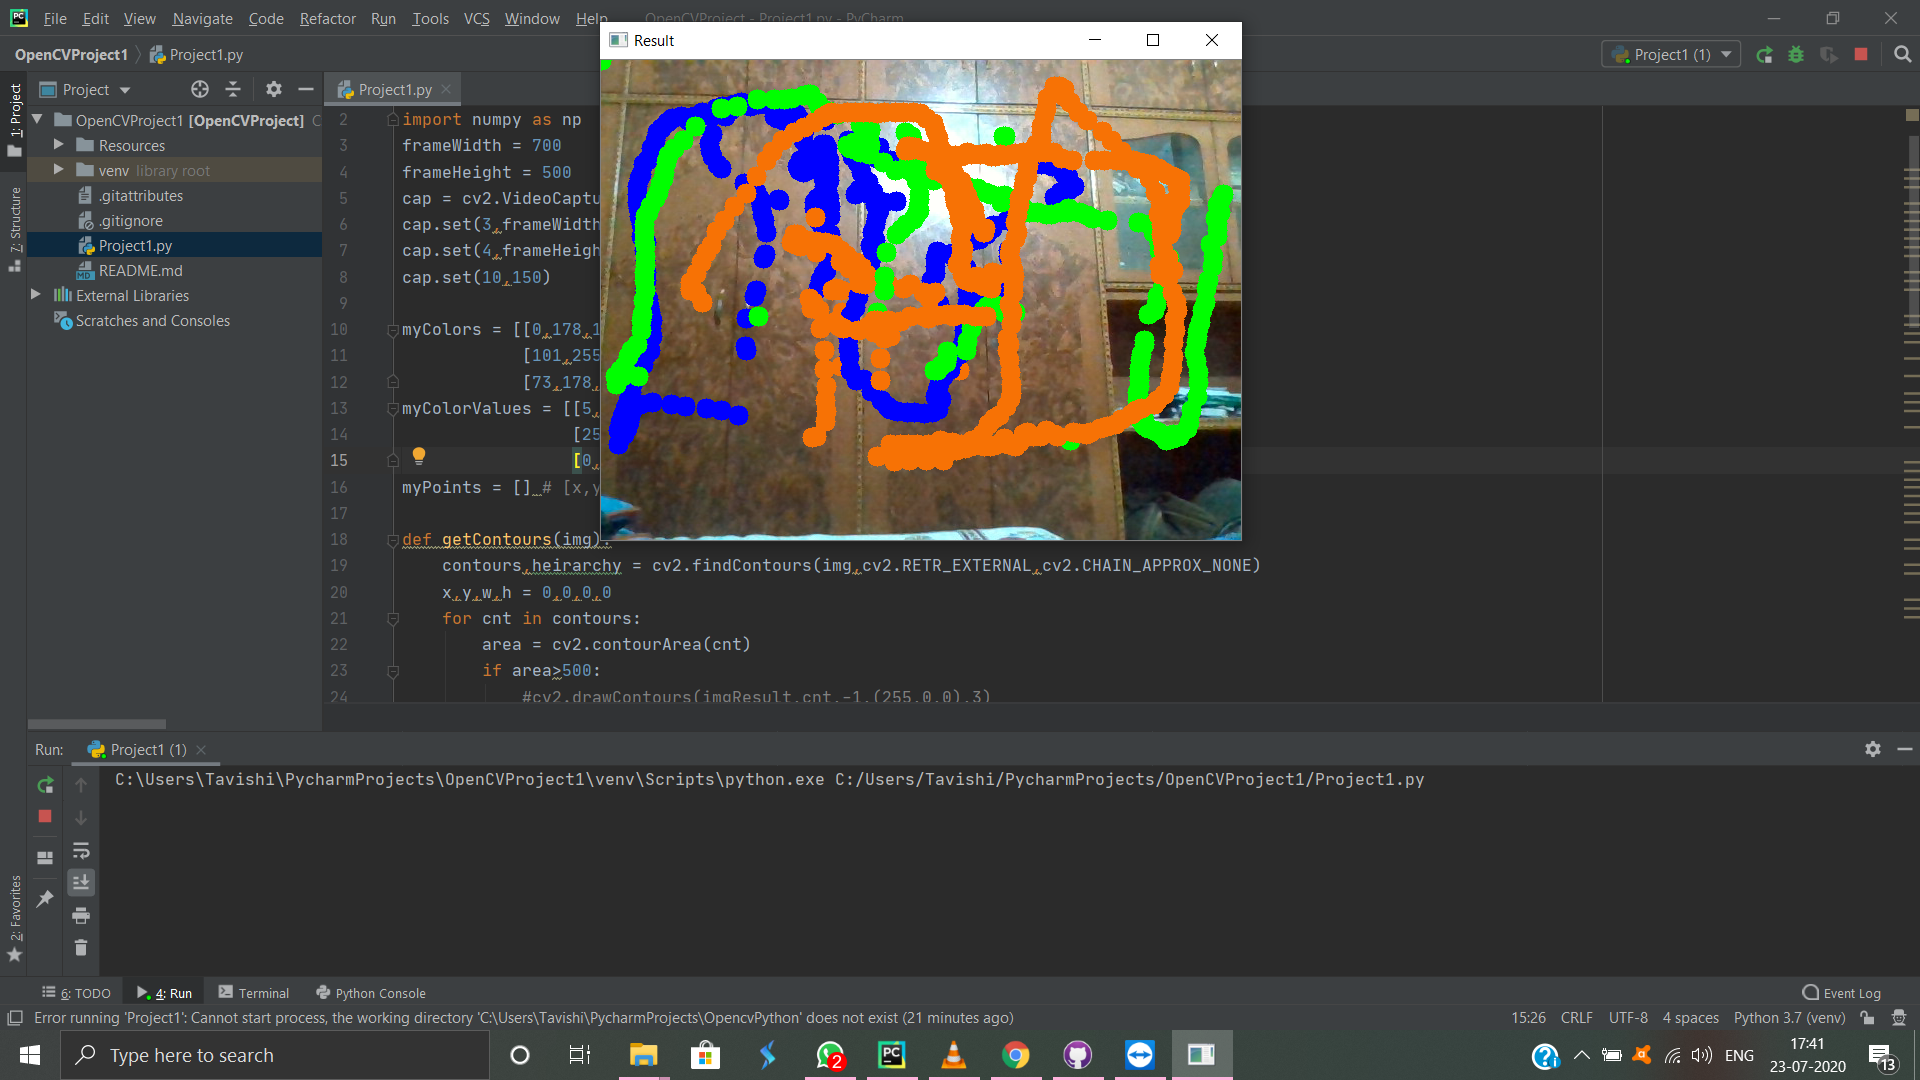 File Edit View Navigate Code Refactor Run Tools VCS Window Help OpenCVProject - Project1.py - PyCharm
OpenCVProject1 Project1.py
Project1 (1)
Result
1: Project
7: Structure
2: Favorites
Project
OpenCVProject1 [OpenCVProject] C
Resources
venv library root
.gitattributes
.gitignore
Project1.py
README.md
External Libraries
Scratches and Consoles
Project1.py
2 import numpy as np
3 frameWidth = 700
4 frameHeight = 500
5 cap = cv2.VideoCaptu
6 cap.set(3,frameWidth
7 cap.set(4,frameHeigh
8 cap.set(10,150)
9
10 myColors = [[0,178,1
11 [101,255
12 [73,178,
13 myColorValues = [[5,
14 [25
15 [0,
16 myPoints = [] # [x,y
17
18 def getContours(img):
19 contours,heirarchy = cv2.findContours(img,cv2.RETR_EXTERNAL,cv2.CHAIN_APPROX_NONE)
20 x,y,w,h = 0,0,0,0
21 for cnt in contours:
22 area = cv2.contourArea(cnt)
23 if area>500:
24 #cv2.drawContours(imgResult,cnt,-1,(255,0,0),3)
Run: Project1 (1)
C:\Users\Tavishi\PycharmProjects\OpenCVProject1\venv\Scripts\python.exe C:/Users/Tavishi/PycharmProjects/OpenCVProject1/Project1.py
6: TODO 4: Run Terminal Python Console Event Log
Error running 'Project1': Cannot start process, the working directory 'C:\Users\Tavishi\PycharmProjects\OpencvPython' does not exist (21 minutes ago) 15:26 CRLF UTF-8 4 spaces Python 3.7 (venv)
Type here to search
2
ENG
17:41
23-07-2020
13